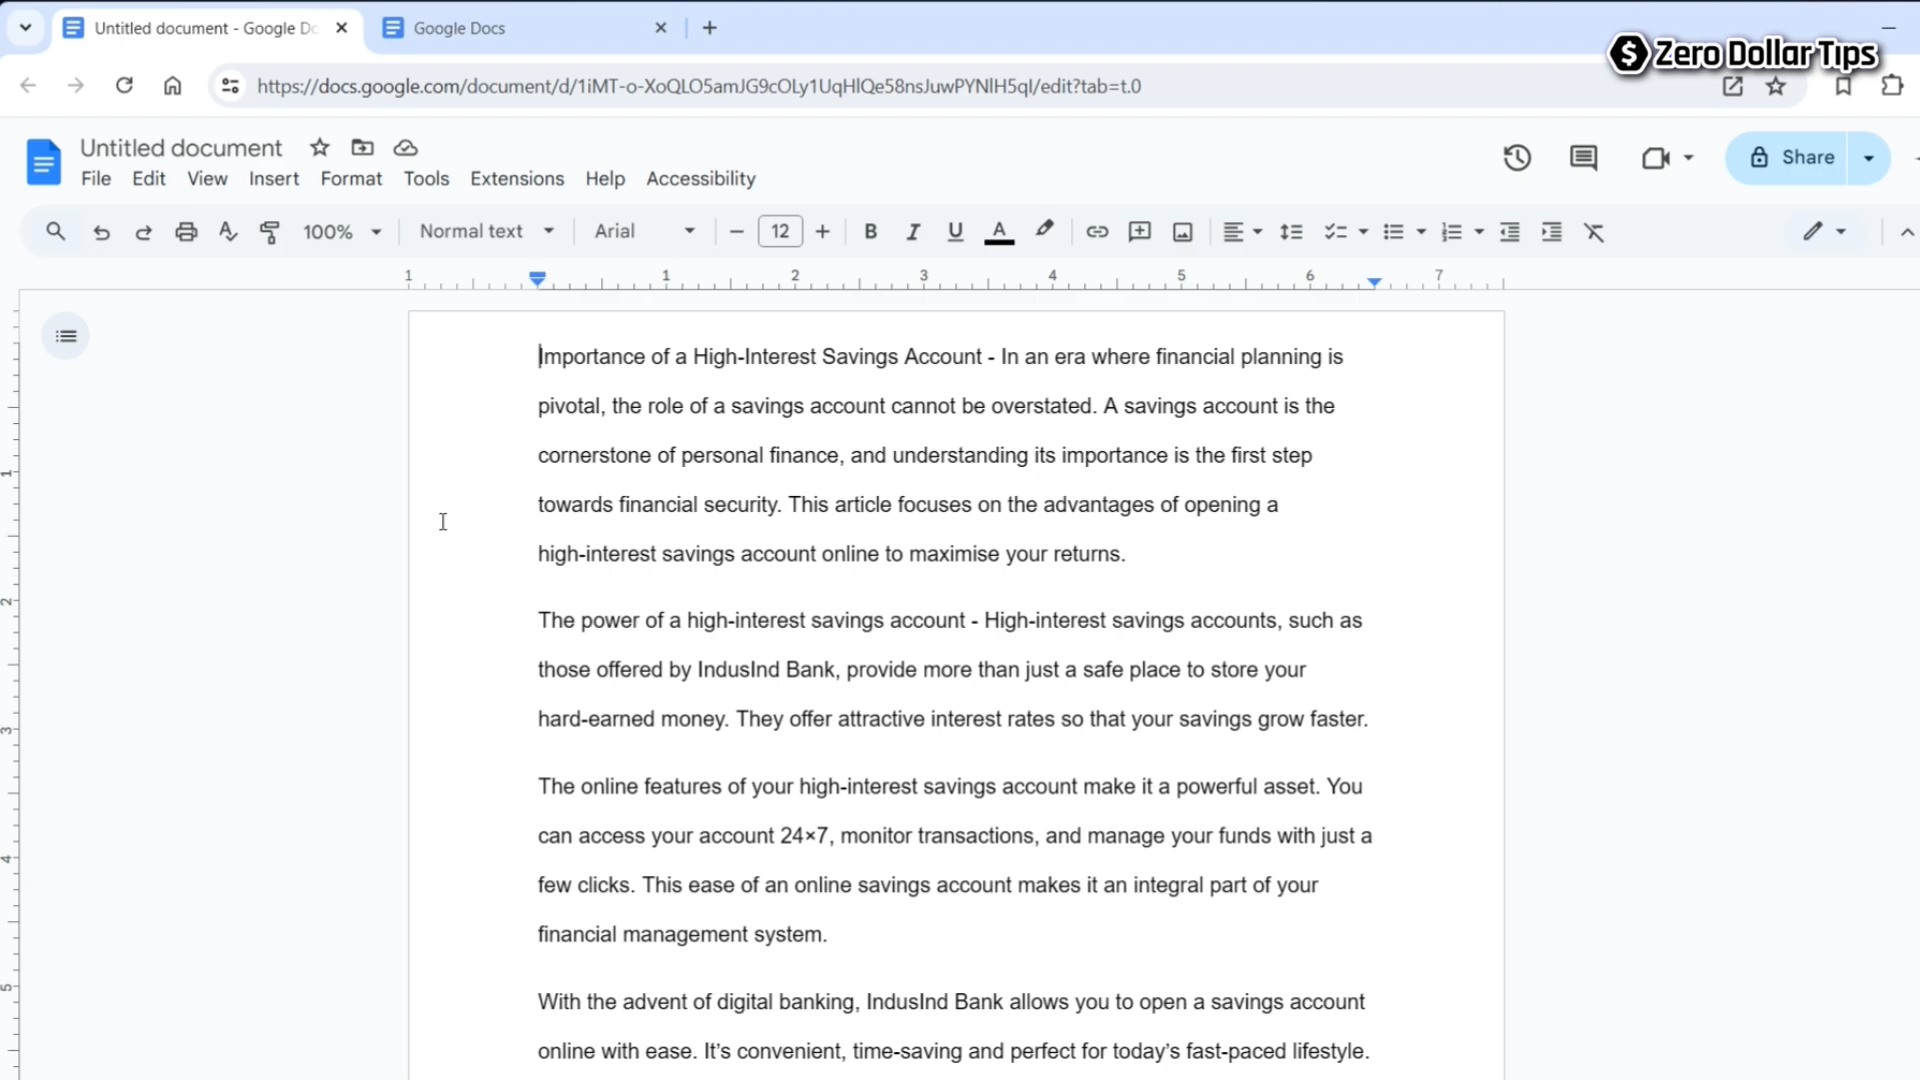 Untitled document - Google Do
Google Docs
Zero Dollar Tips
https://docs.google.com/document/d/1iMT-o-XoQLO5amJG9cOLy1UqHlQe58nsJuwPYNlH5qI/edit?tab=t.0
Untitled document
File Edit View Insert Format Tools Extensions Help Accessibility
Share
100% Normal text Arial 12
1 1 2 3 4 5 6 7
Importance of a High-Interest Savings Account - In an era where financial planning is
pivotal, the role of a savings account cannot be overstated. A savings account is the
cornerstone of personal finance, and understanding its importance is the first step
towards financial security. This article focuses on the advantages of opening a
high-interest savings account online to maximise your returns.
The power of a high-interest savings account - High-interest savings accounts, such as
those offered by IndusInd Bank, provide more than just a safe place to store your
hard-earned money. They offer attractive interest rates so that your savings grow faster.
The online features of your high-interest savings account make it a powerful asset. You
can access your account 24×7, monitor transactions, and manage your funds with just a
few clicks. This ease of an online savings account makes it an integral part of your
financial management system.
With the advent of digital banking, IndusInd Bank allows you to open a savings account
online with ease. It’s convenient, time-saving and perfect for today’s fast-paced lifestyle.
1
2
3
4
5